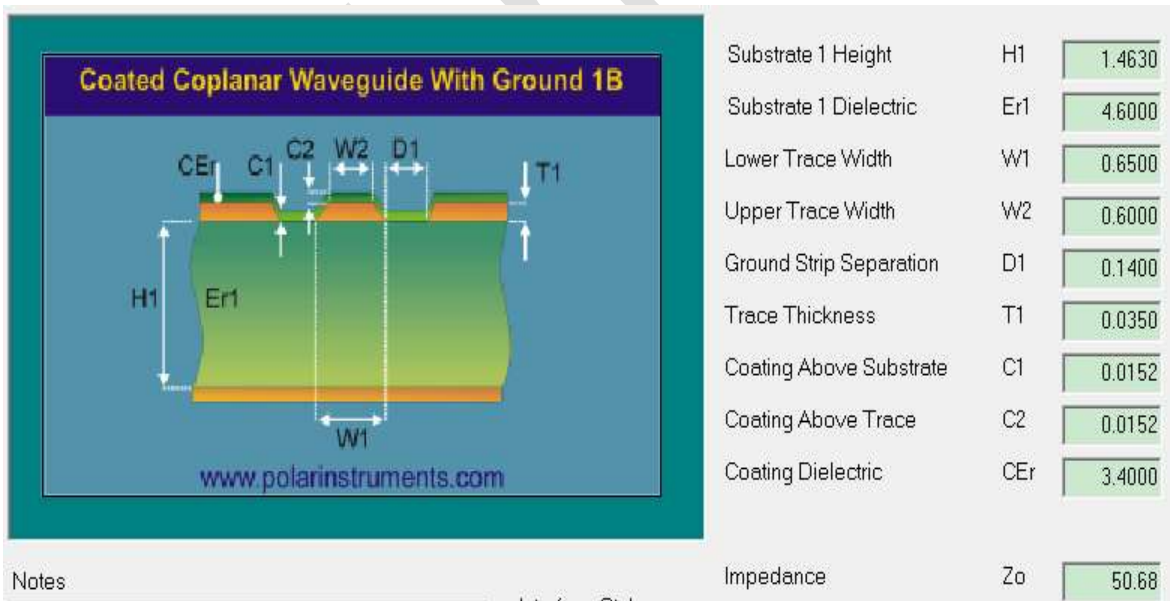 Coated Coplanar Waveguide With Ground 1B
CEr C1 C2 W2 D1 T1
H1 Er1
W1
www.polarinstruments.com
Substrate 1 Height H1 1.4630
Substrate 1 Dielectric Er1 4.6000
Lower Trace Width W1 0.6500
Upper Trace Width W2 0.6000
Ground Strip Separation D1 0.1400
Trace Thickness T1 0.0350
Coating Above Substrate C1 0.0152
Coating Above Trace C2 0.0152
Coating Dielectric CEr 3.4000
Notes
Impedance Zo 50.68